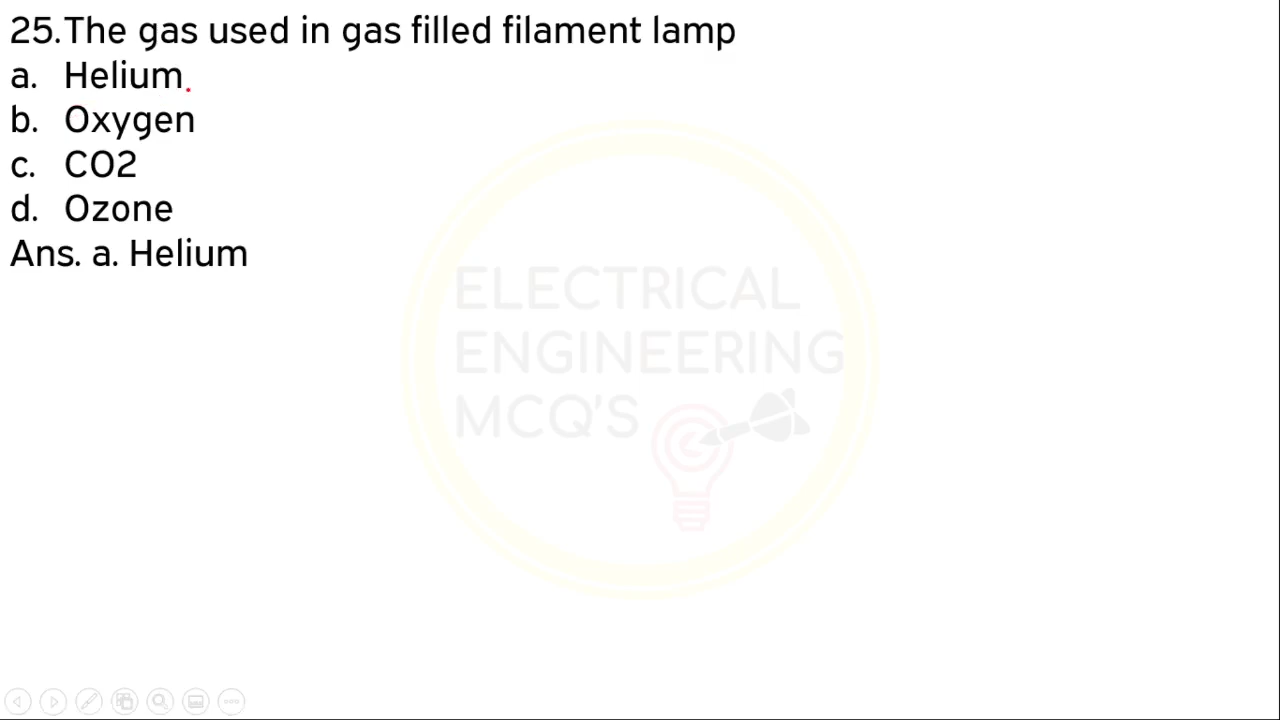 25.The gas used in gas filled filament lamp
a. Helium.
b. Oxygen
c. CO2
d. Ozone
Ans. a. Helium
ELECTRICAL
ENGINEERING
MCQ'S